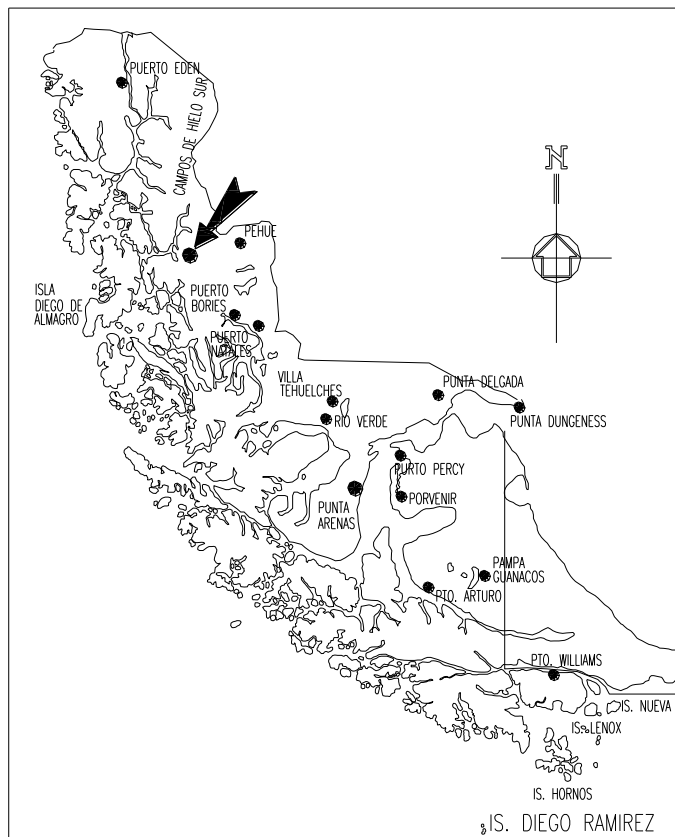 PUERTO EDEN
CAMPOS DE HIELO SUR
N
PEHUE
ISLA
DIEGO DE
ALMAGRO
PUERTO
BORIES
PUERTO
NATALES
VILLA
TEHUELCHES
RIO VERDE
PUNTA DELGADA
PUNTA DUNGENESS
PURTO PERCY
PORVENIR
PUNTA
ARENAS
PAMPA
GUANACOS
PTO. ARTURO
PTO. WILLIAMS
IS. NUEVA
IS. LENOX
IS. HORNOS
IS. DIEGO RAMIREZ